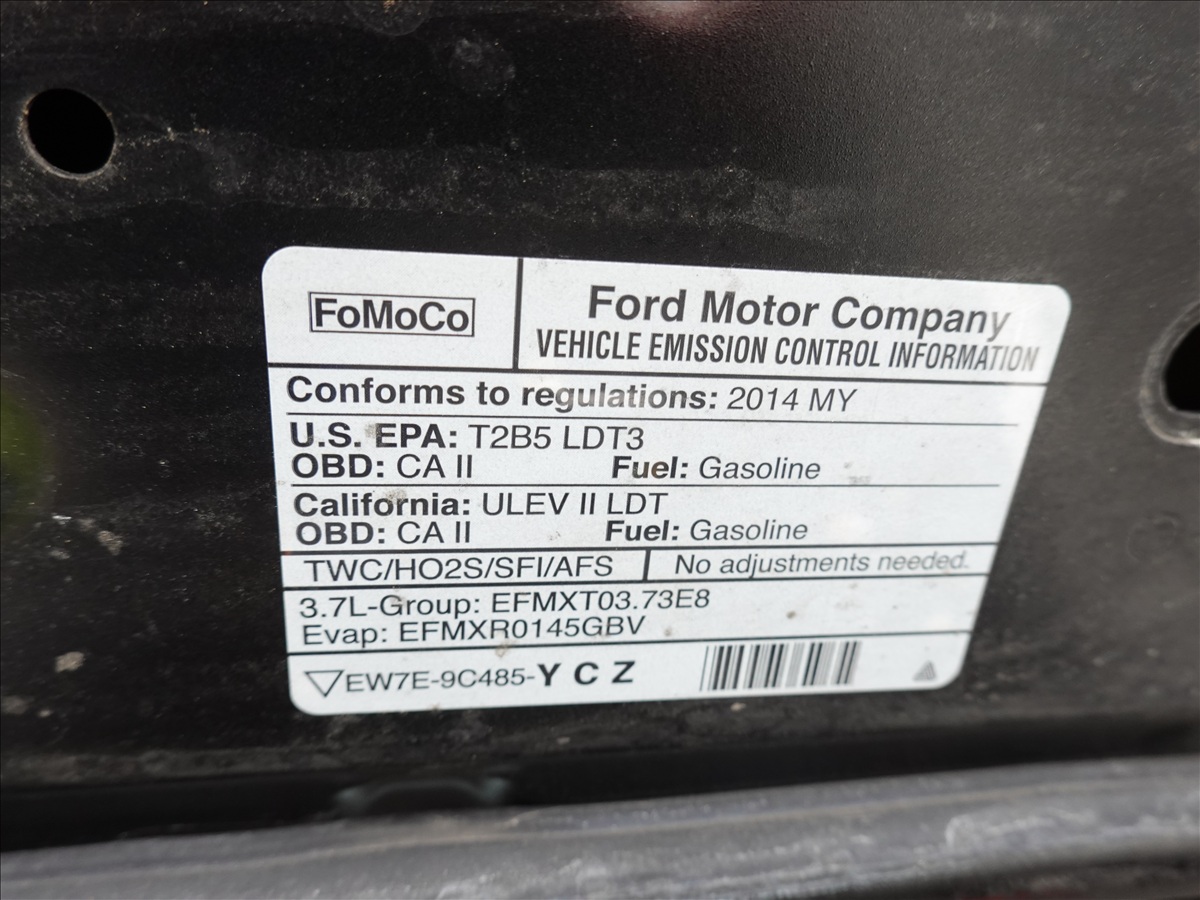 FoMoCo
Ford Motor Company
VEHICLE EMISSION CONTROL INFORMATION
Conforms to regulations: 2014 MY
U.S. EPA: T2B5 LDT3
OBD: CA II Fuel: Gasoline
California: ULEV II LDT
OBD: CA II Fuel: Gasoline
TWC/HO2S/SFI/AFS No adjustments needed.
3.7L-Group: EFMXT03.73E8
Evap: EFMXR0145GBV
EW7E-9C485-Y C Z